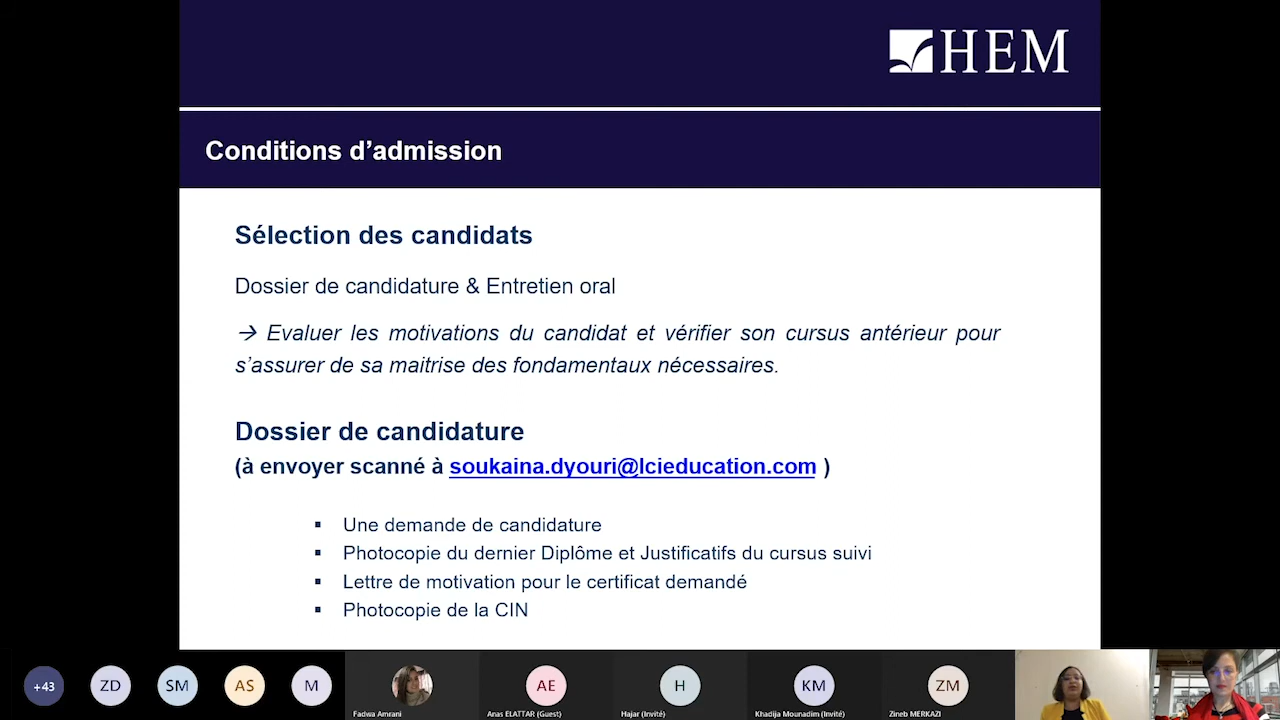 HEM
Conditions d’admission
Sélection des candidats
Dossier de candidature & Entretien oral
→ Evaluer les motivations du candidat et vérifier son cursus antérieur pour
s’assurer de sa maitrise des fondamentaux nécessaires.
Dossier de candidature
(à envoyer scanné à soukaina.dyouri@lcieducation.com )
▪ Une demande de candidature
▪ Photocopie du dernier Diplôme et Justificatifs du cursus suivi
▪ Lettre de motivation pour le certificat demandé
▪ Photocopie de la CIN
+43 ZD SM AS M AE H KM ZM
Fadwa Amrani Anas ELATTAR (Guest) Hajar (Invité) Khadija Mounadim (Invité) Zineb MERKAZI